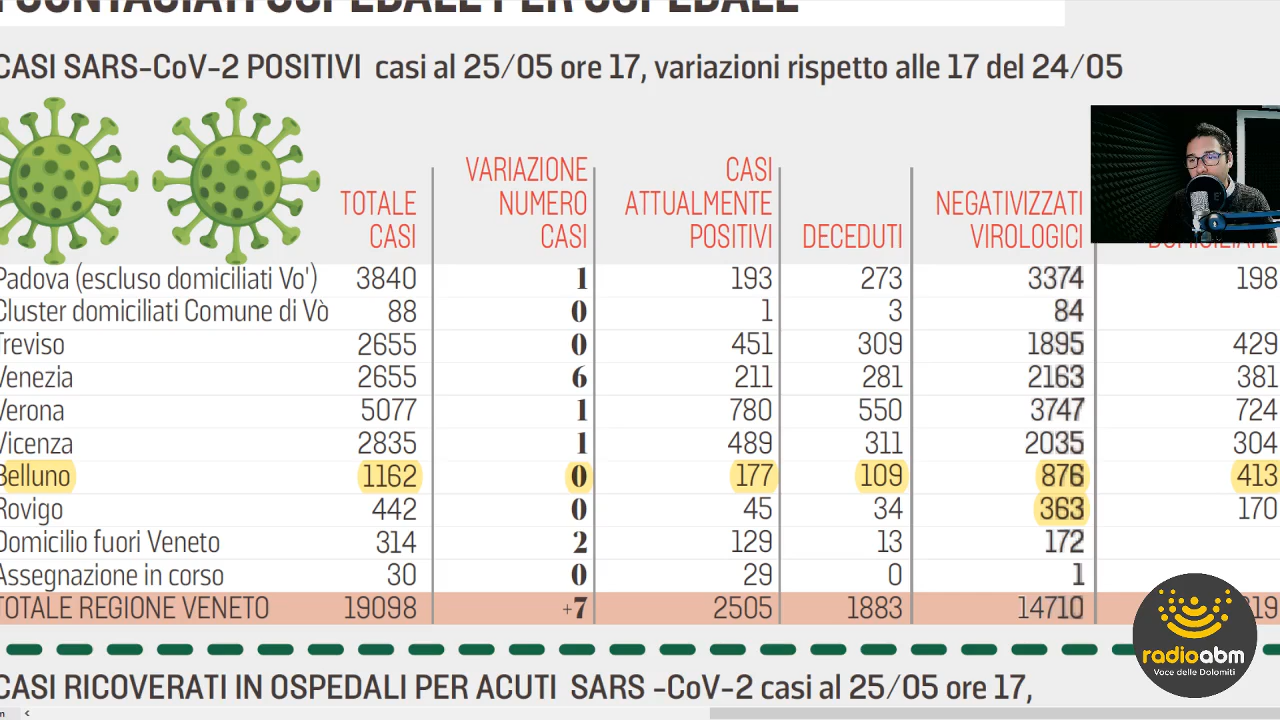 CONTAGIATI OSPEDALE PER OSPEDALE
CASI SARS-CoV-2 POSITIVI casi al 25/05 ore 17, variazioni rispetto alle 17 del 24/05
TOTALE CASI
VARIAZIONE NUMERO CASI
CASI ATTUALMENTE POSITIVI
DECEDUTI
NEGATIVIZZATI VIROLOGICI
Padova (escluso domiciliati Vo') 3840 1 193 273 3374 198
Cluster domiciliati Comune di Vò 88 0 1 3 84
Treviso 2655 0 451 309 1895 429
Venezia 2655 6 211 281 2163 381
Verona 5077 1 780 550 3747 724
Vicenza 2835 1 489 311 2035 304
Belluno 1162 0 177 109 876 413
Rovigo 442 0 45 34 363 170
Domicilio fuori Veneto 314 2 129 13 172
Assegnazione in corso 30 0 29 0 1
TOTALE REGIONE VENETO 19098 +7 2505 1883 14710
radioabm
Voce delle Dolomiti
CASI RICOVERATI IN OSPEDALI PER ACUTI SARS -CoV-2 casi al 25/05 ore 17,